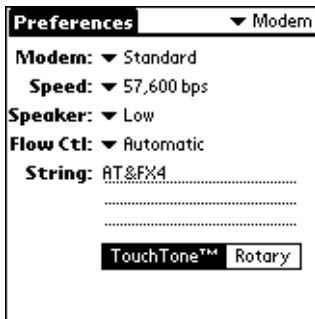 Preferences Modem
Modem: Standard
Speed: 57,600 bps
Speaker: Low
Flow Ctl: Automatic
String: AT&FX4
TouchTone™ Rotary